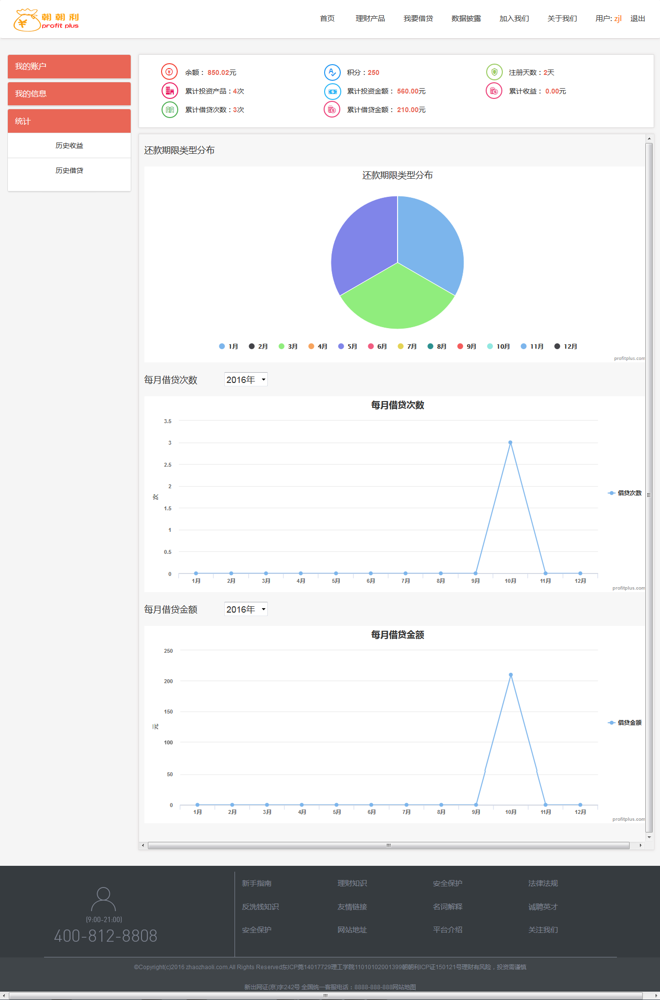 朝朝利
profit plus
首页 理财产品 我要借贷 数据披露 加入我们 关于我们 用户: zjl 退出
我的账户
我的信息
统计
历史收益
历史借贷
余额： 850.02元 积分：250 注册天数：2天
累计投资产品：4次 累计投资金额： 560.00元 累计收益： 0.00元
累计借贷次数：3次 累计借贷金额： 210.00元
还款期限类型分布
还款期限类型分布
1月 2月 3月 4月 5月 6月 7月 8月 9月 10月 11月 12月
profitplus.com
每月借贷次数 2016年
每月借贷次数
3.5
3
2.5
2
1.5
1
0.5
0
次
借贷次数
1月 2月 3月 4月 5月 6月 7月 8月 9月 10月 11月 12月
profitplus.com
每月借贷金额 2016年
每月借贷金额
250
200
150
100
50
0
元
借贷金额
1月 2月 3月 4月 5月 6月 7月 8月 9月 10月 11月 12月
profitplus.com
(9:00-21:00)
400-812-8808
新手指南 理财知识 安全保护 法律法规
反洗钱知识 友情链接 名词解释 诚聘英才
安全保护 网站地址 平台介绍 关注我们
©Copyright(c)2016 zhaozhaoli.com.All Rights Reserved东ICP莞14017729理工学院11010102001399朝朝利ICP证150121号理财有风险，投资需谨慎
新出网证(京)字242号 全国统一客服电话：8888-888-888网站地图